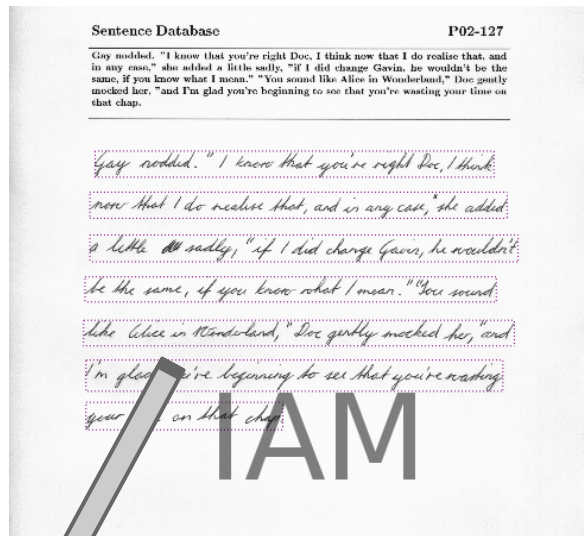 Sentence Database P02-127
Gay nodded. "I know that you're right Doc, I think now that I do realise that, and
in any case," she added a little sadly, "if I did change Gavin, he wouldn't be the
same, if you know what I mean." "You sound like Alice in Wonderland," Doc gently
mocked her, "and I'm glad you're beginning to see that you're wasting your time on
that chap.
Gay nodded. "I know that you're right Doc, I think
now that I do realise that, and in any case,"she added
a little sadly, "if I did change Gavin, he wouldn't
be the same, if you know what I mean." "You sound
like Alice in Wonderland," Doc gently mocked her, "and
I'm glad beginning to see that you're wasting
your on that chap.
IAM